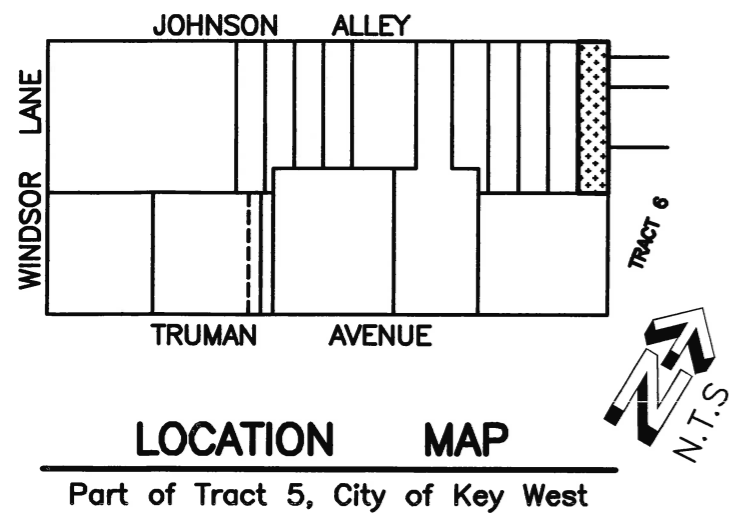 JOHNSON ALLEY
WINDSOR LANE
TRACT 6
TRUMAN AVENUE
N
N.T.S
LOCATION MAP
Part of Tract 5, City of Key West